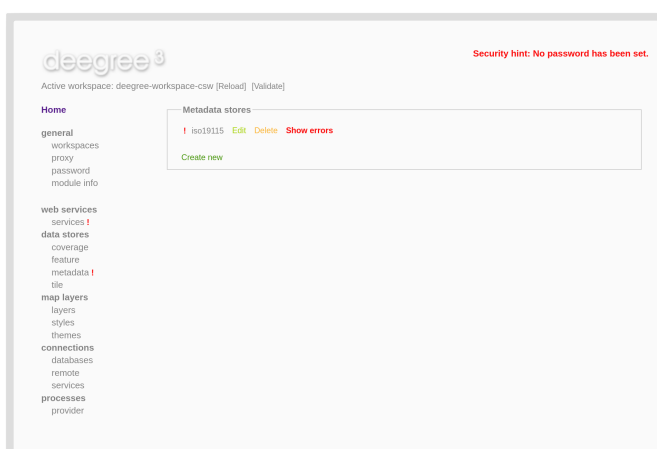 deegree 3
Security hint: No password has been set.
Active workspace: deegree-workspace-csw [Reload] [Validate]
Home
general
workspaces
proxy
password
module info
web services
services !
data stores
coverage
feature
metadata !
tile
map layers
layers
styles
themes
connections
databases
remote
services
processes
provider
Metadata stores
! iso19115 Edit Delete Show errors
Create new